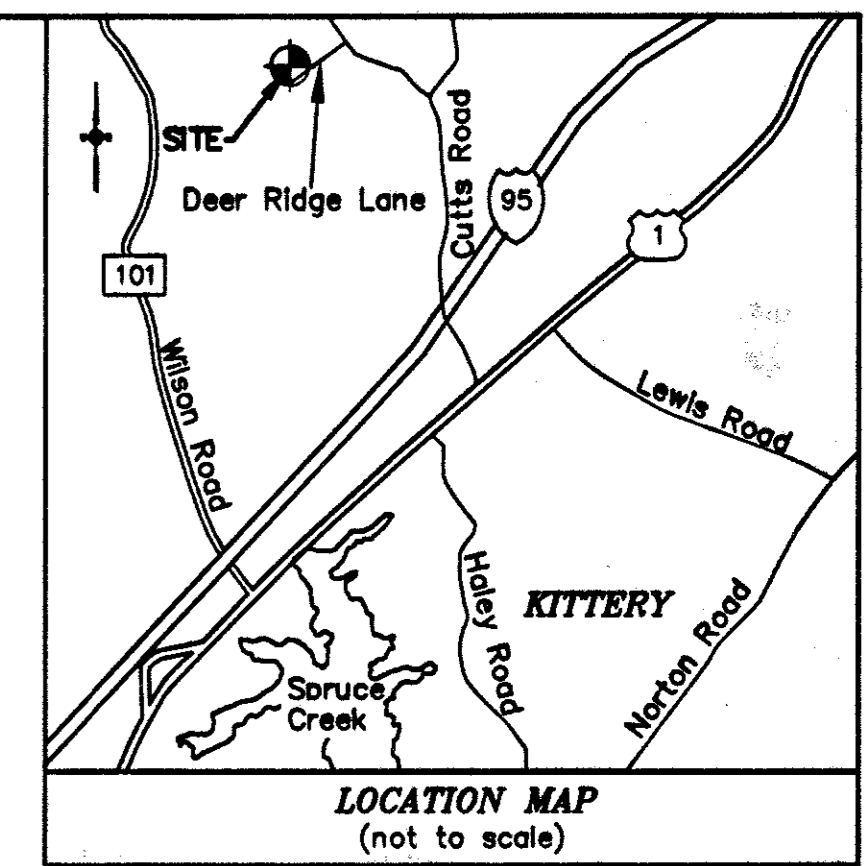 SITE
Deer Ridge Lane
Cutts Road
95
1
101
Wilson Road
Lewis Road
Haley Road
KITTERY
Norton Road
Spruce
Creek
LOCATION MAP
(not to scale)